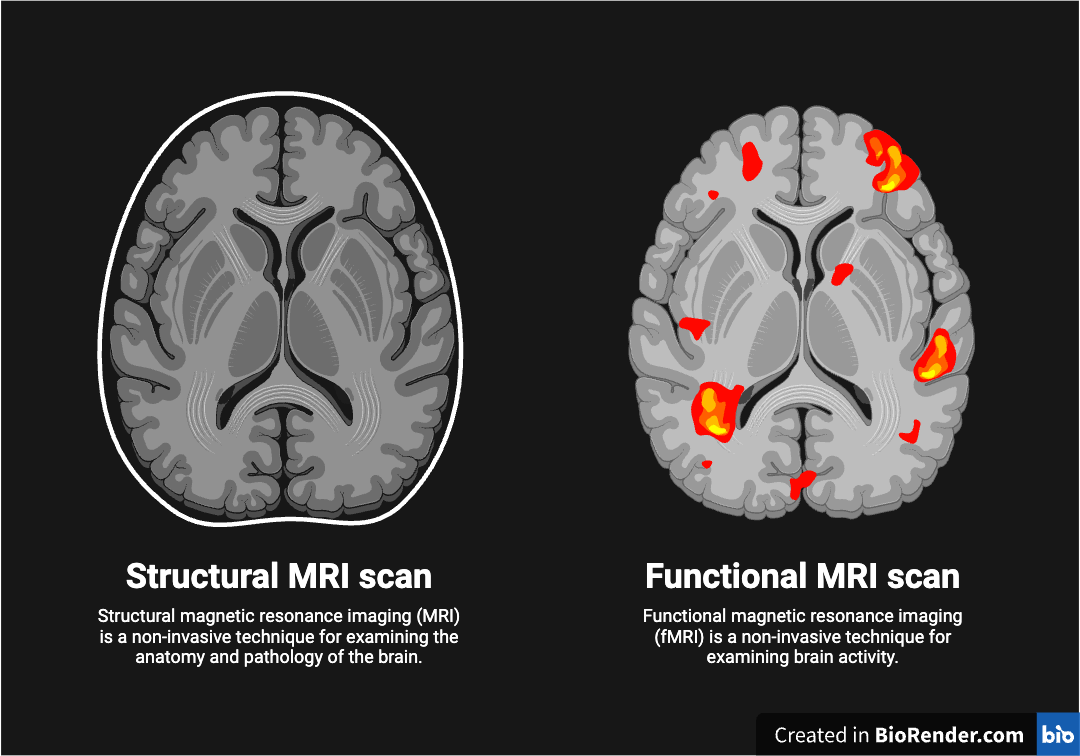 Structural MRI scan
Structural magnetic resonance imaging (MRI)
is a non-invasive technique for examining the
anatomy and pathology of the brain.
Functional MRI scan
Functional magnetic resonance imaging
(fMRI) is a non-invasive technique for
examining brain activity.
Created in BioRender.com bio